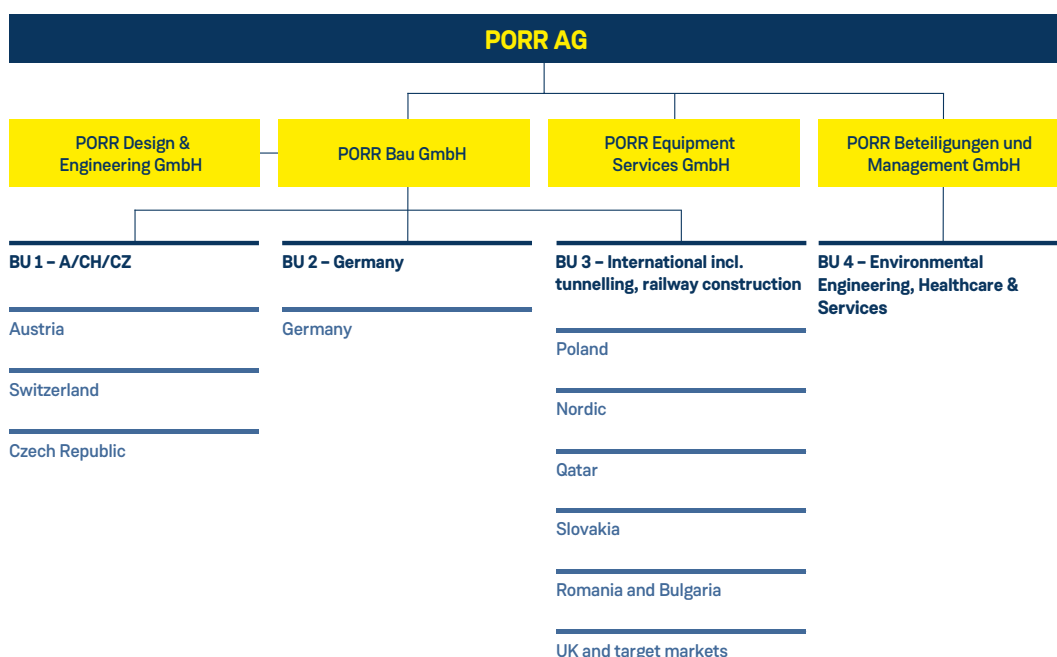 PORR AG
PORR Design &
Engineering GmbH
PORR Bau GmbH
PORR Equipment
Services GmbH
PORR Beteiligungen und
Management GmbH
BU 1 – A/CH/CZ
Austria
Switzerland
Czech Republic
BU 2 – Germany
Germany
BU 3 – International incl.
tunnelling, railway construction
Poland
Nordic
Qatar
Slovakia
Romania and Bulgaria
UK and target markets
BU 4 – Environmental
Engineering, Healthcare &
Services